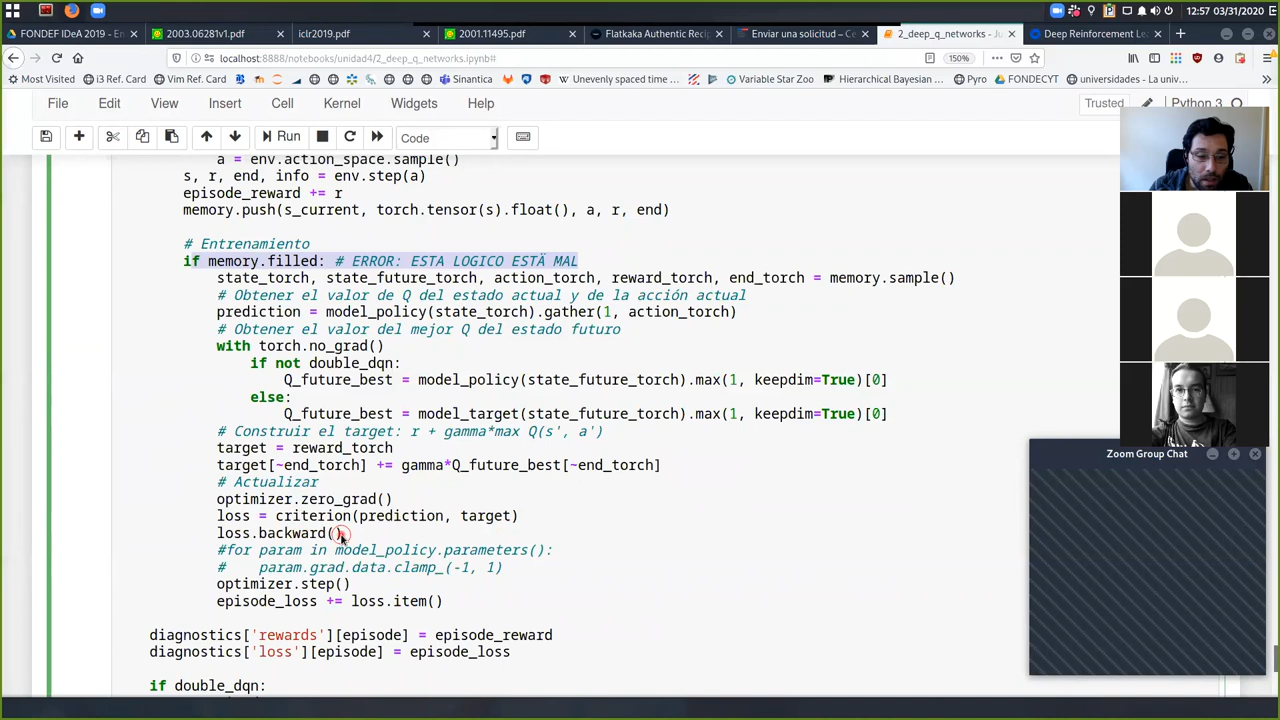 12:57 03/31/2020
FONDEF IDeA 2019 - En
2003.06281v1.pdf
iclr2019.pdf
2001.11495.pdf
Flatkaka Authentic Recip
Enviar una solicitud – Ce
2_deep_q_networks - Ju
Deep Reinforcement Lea
localhost:8888/notebooks/unidad4/2_deep_q_networks.ipynb#
150%
Most Visited
i3 Ref. Card
Vim Ref. Card
Sinantica
Unevenly spaced time ...
Variable Star Zoo
Hierarchical Bayesian ...
Pyro
FONDECYT
universidades - La univ...
File Edit View Insert Cell Kernel Widgets Help
Trusted
Python 3
Run
Code
a = env.action_space.sample()
s, r, end, info = env.step(a)
episode_reward += r
memory.push(s_current, torch.tensor(s).float(), a, r, end)
# Entrenamiento
if memory.filled: # ERROR: ESTA LOGICO ESTÄ MAL
state_torch, state_future_torch, action_torch, reward_torch, end_torch = memory.sample()
# Obtener el valor de Q del estado actual y de la acción actual
prediction = model_policy(state_torch).gather(1, action_torch)
# Obtener el valor del mejor Q del estado futuro
with torch.no_grad()
if not double_dqn:
Q_future_best = model_policy(state_future_torch).max(1, keepdim=True)[0]
else:
Q_future_best = model_target(state_future_torch).max(1, keepdim=True)[0]
# Construir el target: r + gamma*max Q(s', a')
target = reward_torch
target[~end_torch] += gamma*Q_future_best[~end_torch]
# Actualizar
optimizer.zero_grad()
loss = criterion(prediction, target)
loss.backward()
#for param in model_policy.parameters():
#    param.grad.data.clamp_(-1, 1)
optimizer.step()
episode_loss += loss.item()
diagnostics['rewards'][episode] = episode_reward
diagnostics['loss'][episode] = episode_loss
if double_dqn:
Zoom Group Chat